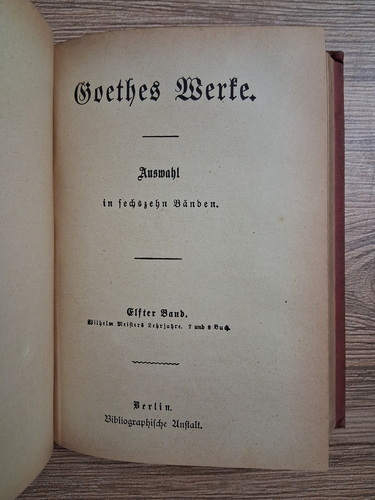 Goethes Werke.
Auswahl
in sechszehn Bänden.
Elfter Band.
Wilhelm Meisters Lehrjahre. 7 und 8 Buch.
Berlin.
Bibliographische Anstalt.